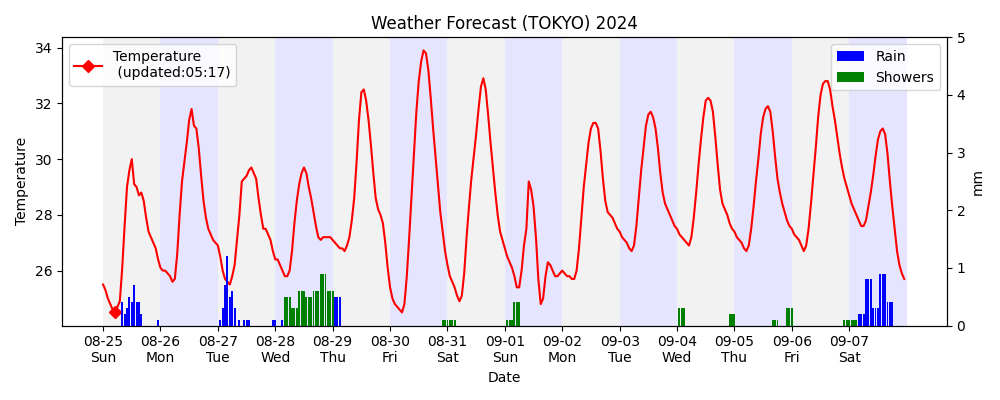 Weather Forecast (TOKYO) 2024
Temperature
(updated:05:17)
Rain
Showers
Temperature
34
32
30
28
26
5
4
3
2
1
0
mm
08-25 08-26 08-27 08-28 08-29 08-30 08-31 09-01 09-02 09-03 09-04 09-05 09-06 09-07
Sun Mon Tue Wed Thu Fri Sat Sun Mon Tue Wed Thu Fri Sat
Date